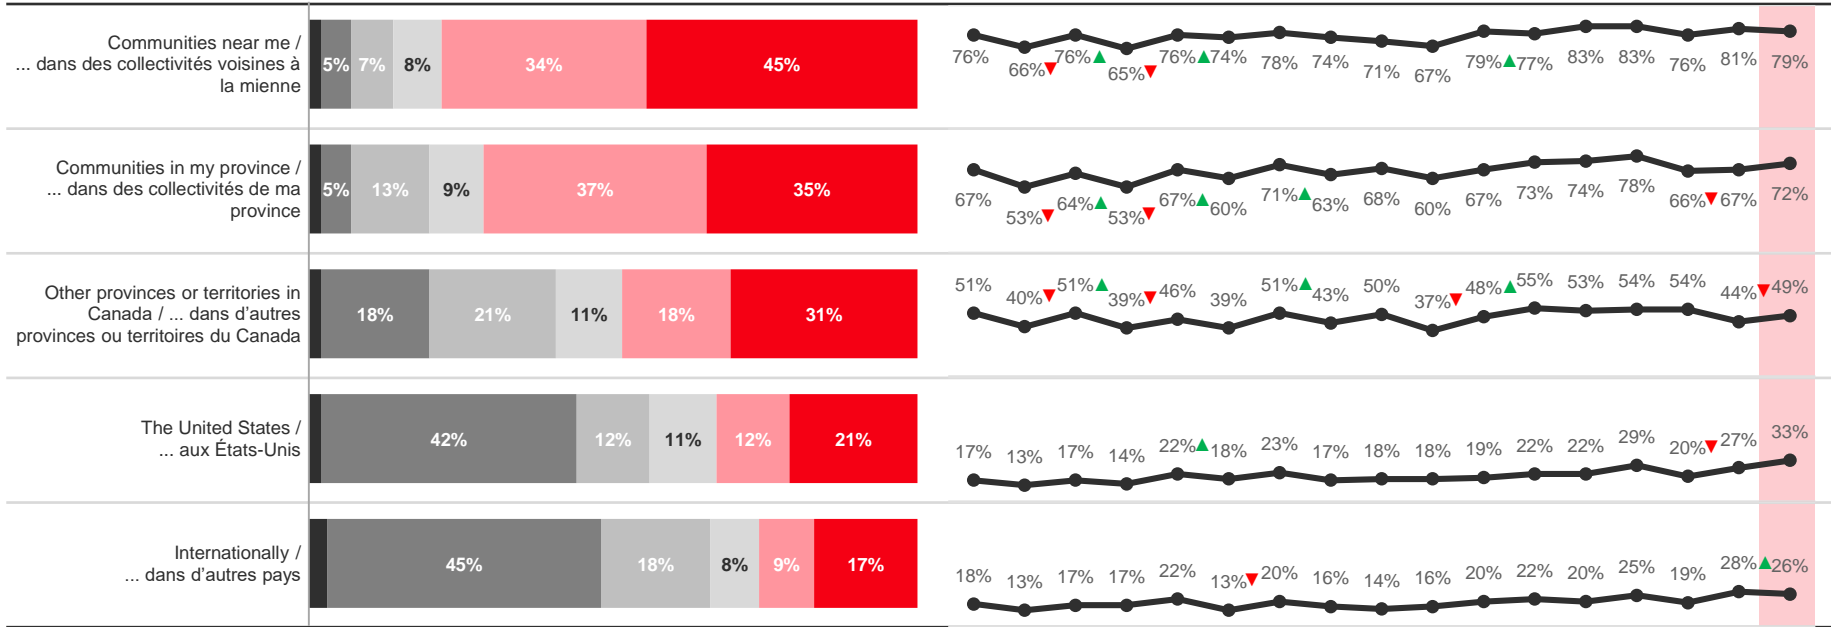 Communities near me /
... dans des collectivités voisines à
la mienne
5% 7% 8% 34% 45%
76% 66%▼ 76%▲ 65%▼ 76%▲ 74% 78% 74% 71% 67% 79%▲ 77% 83% 83% 76% 81% 79%
Communities in my province /
... dans des collectivités de ma
province
5% 13% 9% 37% 35%
67% 53%▼ 64%▲ 53%▼ 67%▲ 60% 71%▲ 63% 68% 60% 67% 73% 74% 78% 66%▼ 67% 72%
Other provinces or territories in
Canada / ... dans d'autres
provinces ou territoires du Canada
18% 21% 11% 18% 31%
51% 40%▼ 51%▲ 39%▼ 46% 39% 51%▲ 43% 50% 37%▼ 48%▲ 55% 53% 54% 54% 44%▼ 49%
The United States /
... aux États-Unis
42% 12% 11% 12% 21%
17% 13% 17% 14% 22%▲ 18% 23% 17% 18% 18% 19% 22% 22% 29% 20%▼ 27% 33%
Internationally /
... dans d'autres pays
45% 18% 8% 9% 17%
18% 13% 17% 17% 22% 13%▼ 20% 16% 14% 16% 20% 22% 20% 25% 19% 28%▲ 26%